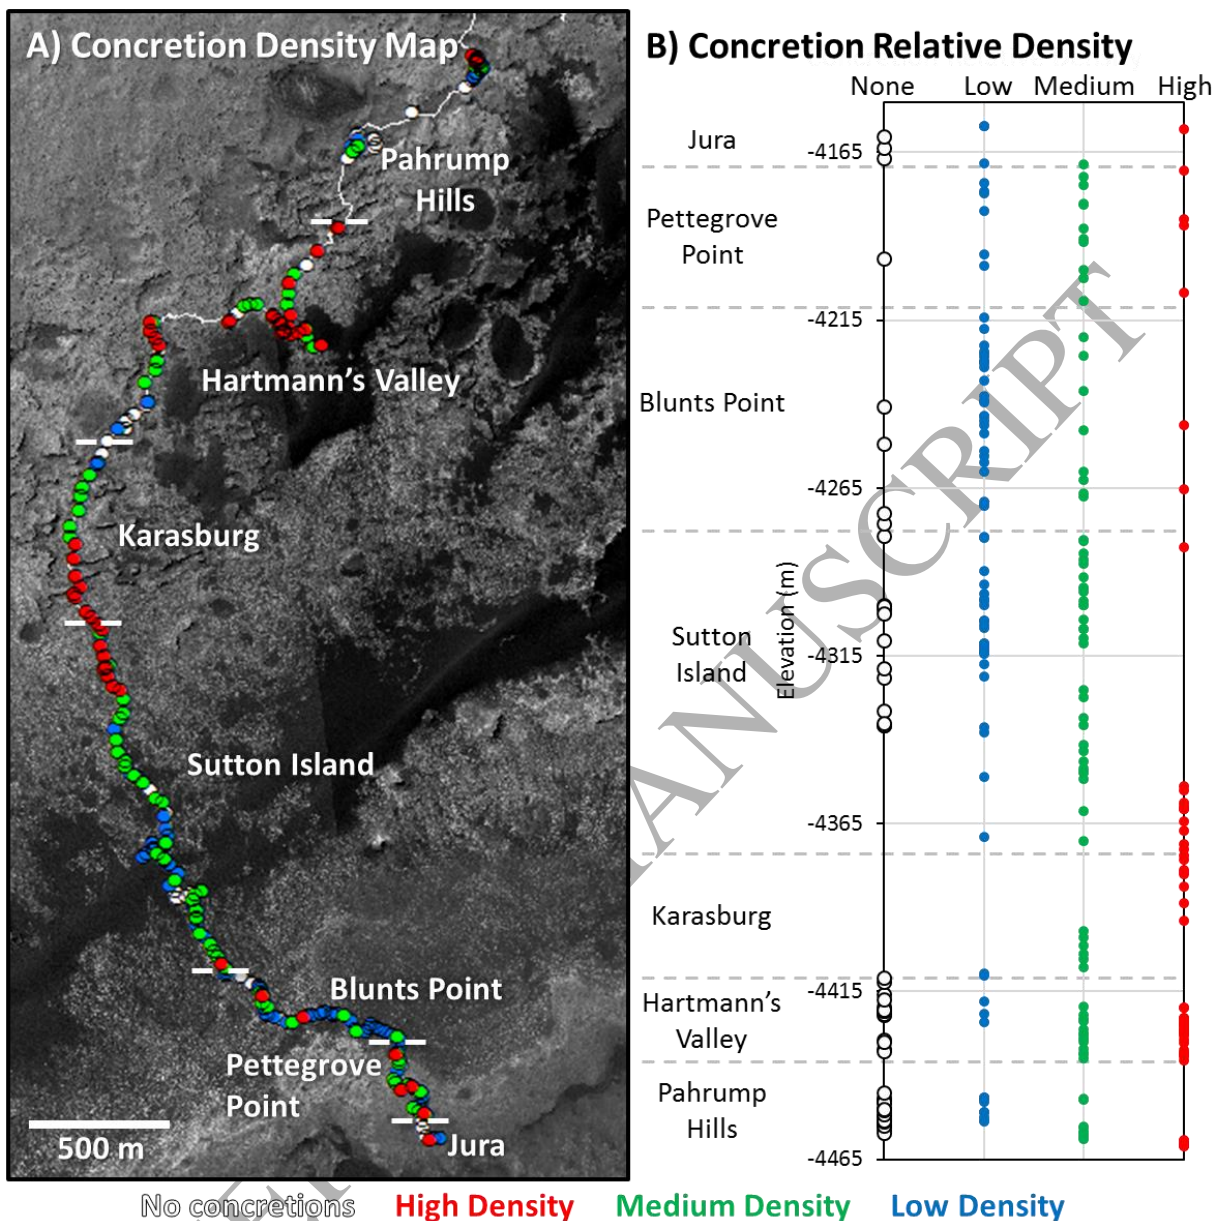 A) Concretion Density Map
Pahrump
Hills
Hartmann's Valley
Karasburg
Sutton Island
Blunts Point
Pettegrove
Point
Jura
500 m
B) Concretion Relative Density
None Low Medium High
Jura
Pettegrove
Point
Blunts Point
Sutton
Island
Karasburg
Hartmann's
Valley
Pahrump
Hills
Elevation (m)
-4165
-4215
-4265
-4315
-4365
-4415
-4465
No concretions High Density Medium Density Low Density
MANUSCRIPT